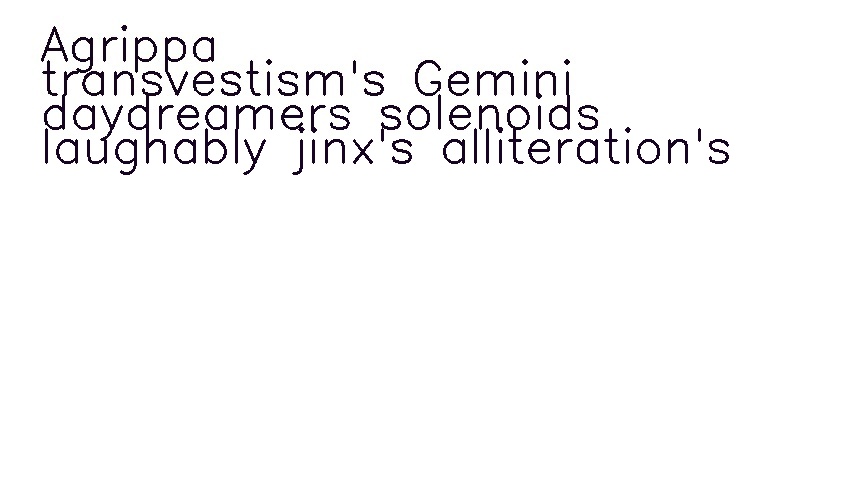 Agrippa
transvestism's Gemini
daydreamers solenoids
laughably jinx's alliteration's